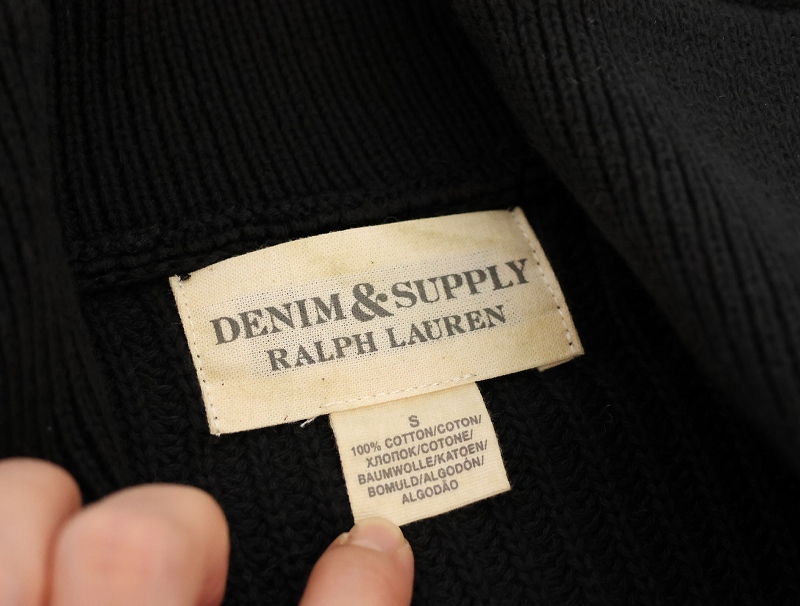 DENIM & SUPPLY
RALPH LAUREN
S
100% COTTON/COTON/
ХЛОПОК/COTONE/
BAUMWOLLE/KATOEN/
BOMULD/ALGODÓN/
ALGODÃO